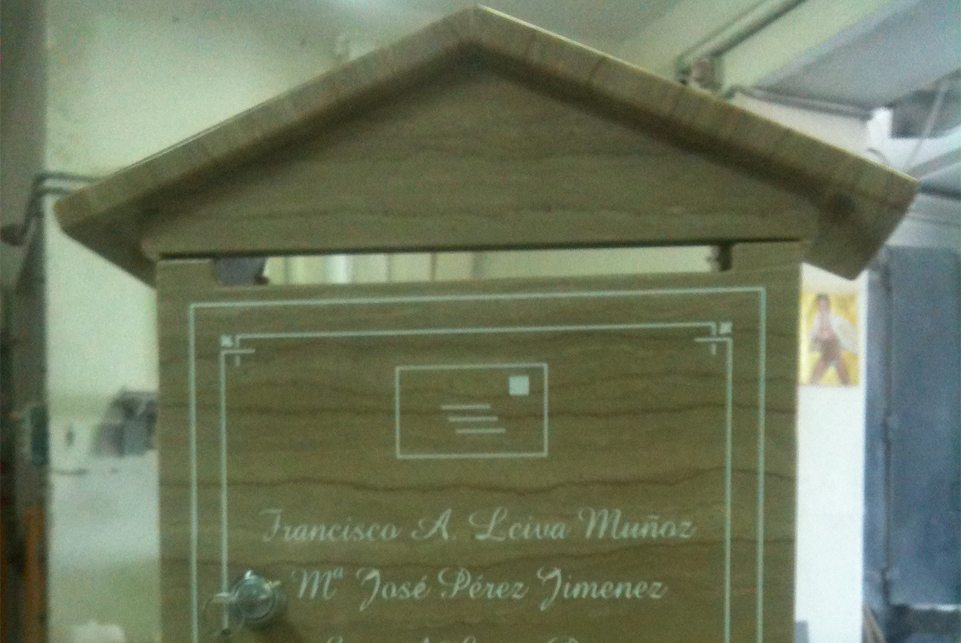 Francisco A. Leiva Muñoz
Mª José Pérez Jimenez